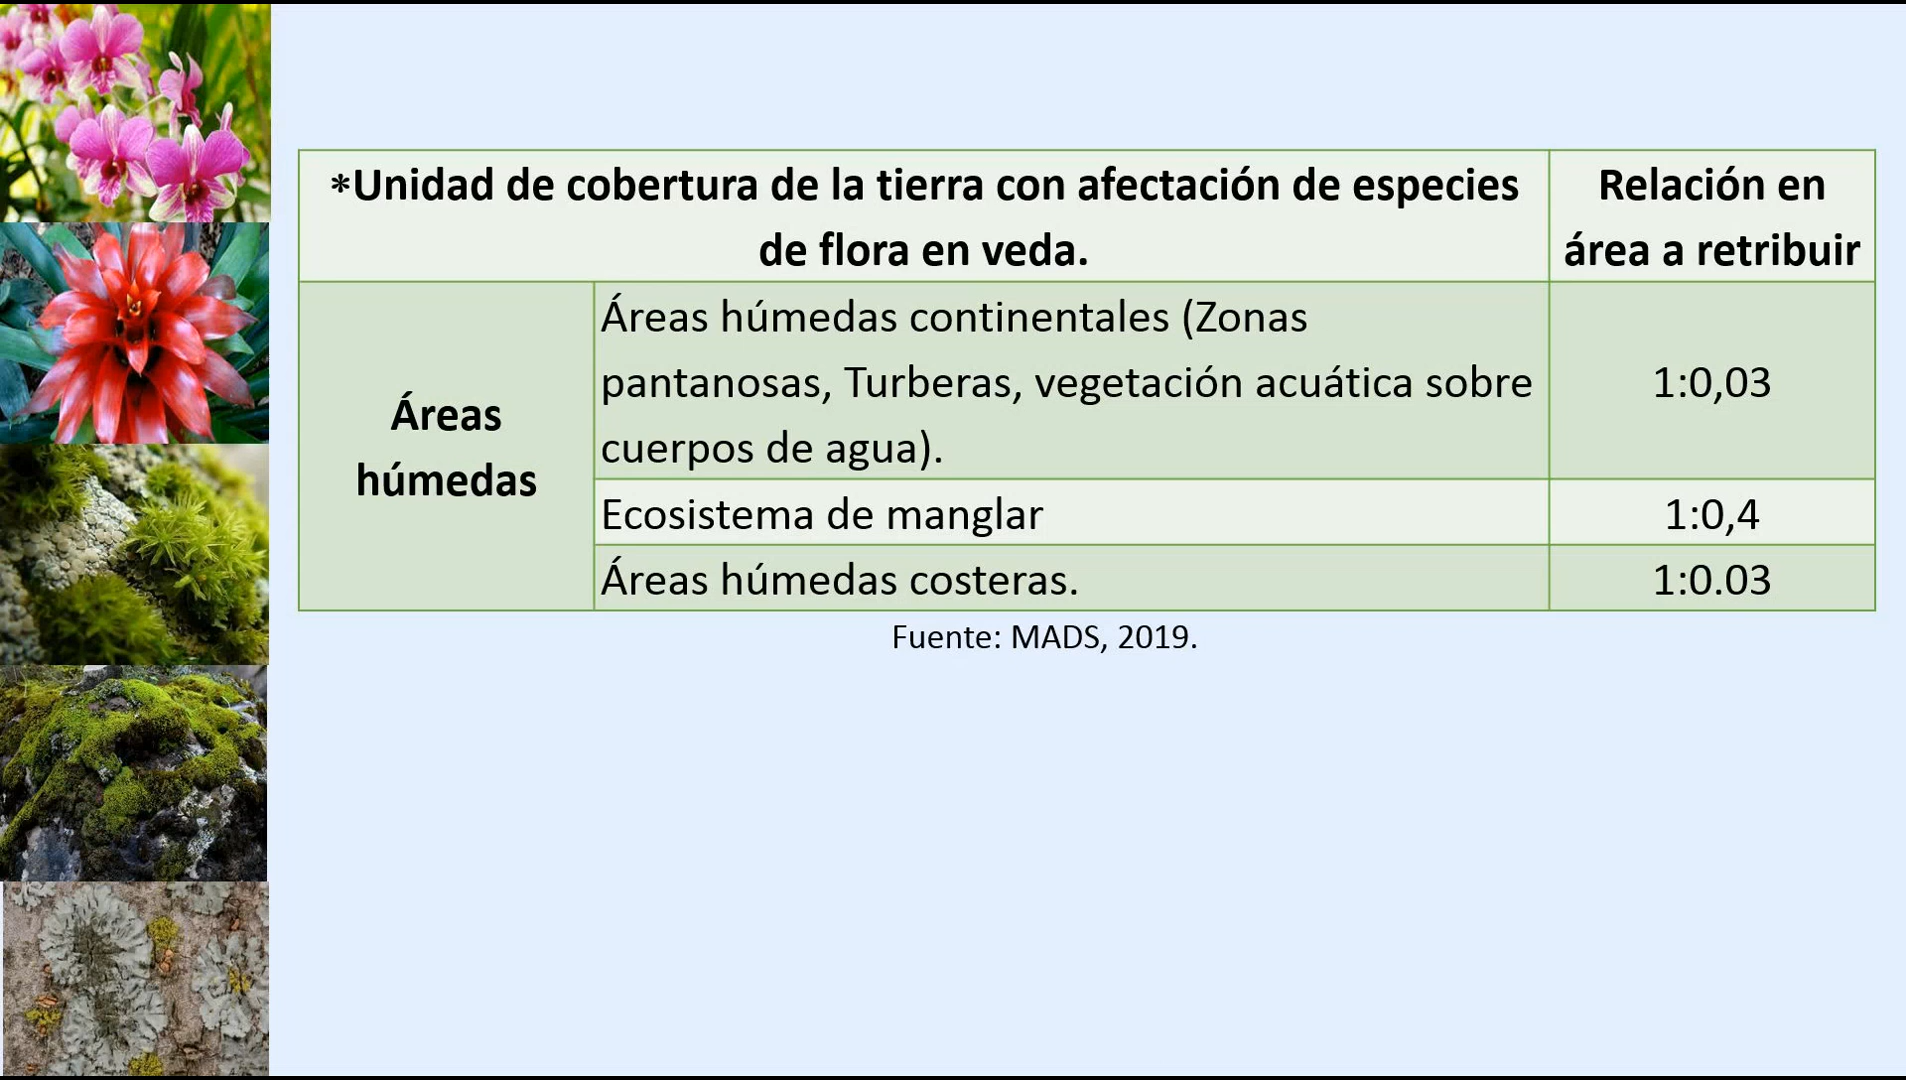 *Unidad de cobertura de la tierra con afectación de especies
de flora en veda.
Relación en
área a retribuir
Áreas
húmedas
Áreas húmedas continentales (Zonas
pantanosas, Turberas, vegetación acuática sobre
cuerpos de agua).
1:0,03
Ecosistema de manglar
1:0,4
Áreas húmedas costeras.
1:0.03
Fuente: MADS, 2019.